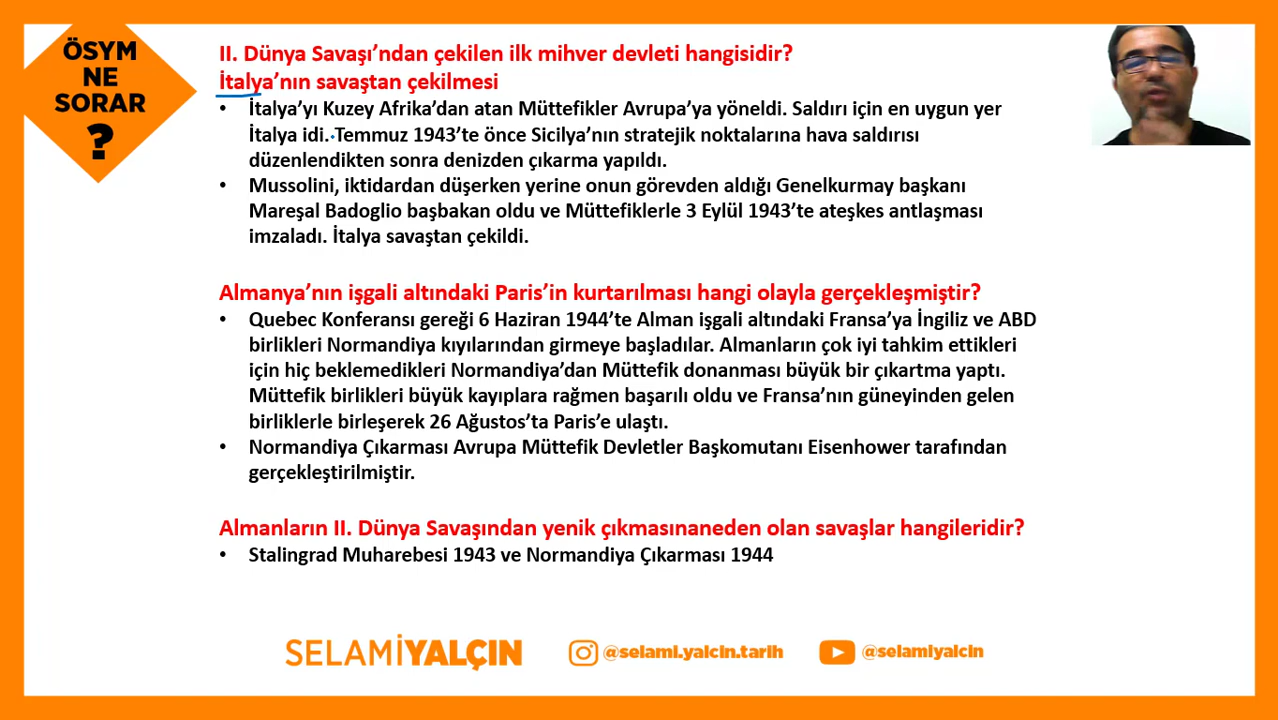 ÖSYM
NE
SORAR
?
II. Dünya Savaşı’ndan çekilen ilk mihver devleti hangisidir?
İtalya’nın savaştan çekilmesi
• İtalya’yı Kuzey Afrika’dan atan Müttefikler Avrupa’ya yöneldi. Saldırı için en uygun yer
İtalya idi. Temmuz 1943’te önce Sicilya’nın stratejik noktalarına hava saldırısı
düzenlendikten sonra denizden çıkarma yapıldı.
• Mussolini, iktidardan düşerken yerine onun görevden aldığı Genelkurmay başkanı
Mareşal Badoglio başbakan oldu ve Müttefiklerle 3 Eylül 1943’te ateşkes antlaşması
imzaladı. İtalya savaştan çekildi.
Almanya’nın işgali altındaki Paris’in kurtarılması hangi olayla gerçekleşmiştir?
• Quebec Konferansı gereği 6 Haziran 1944’te Alman işgali altındaki Fransa’ya İngiliz ve ABD
birlikleri Normandiya kıyılarından girmeye başladılar. Almanların çok iyi tahkim ettikleri
için hiç beklemedikleri Normandiya’dan Müttefik donanması büyük bir çıkartma yaptı.
Müttefik birlikleri büyük kayıplara rağmen başarılı oldu ve Fransa’nın güneyinden gelen
birliklerle birleşerek 26 Ağustos’ta Paris’e ulaştı.
• Normandiya Çıkarması Avrupa Müttefik Devletler Başkomutanı Eisenhower tarafından
gerçekleştirilmiştir.
Almanların II. Dünya Savaşından yenik çıkmasınaneden olan savaşlar hangileridir?
• Stalingrad Muharebesi 1943 ve Normandiya Çıkarması 1944
SELAMİYALÇIN @selami.yalcin.tarih @selamiyalcin